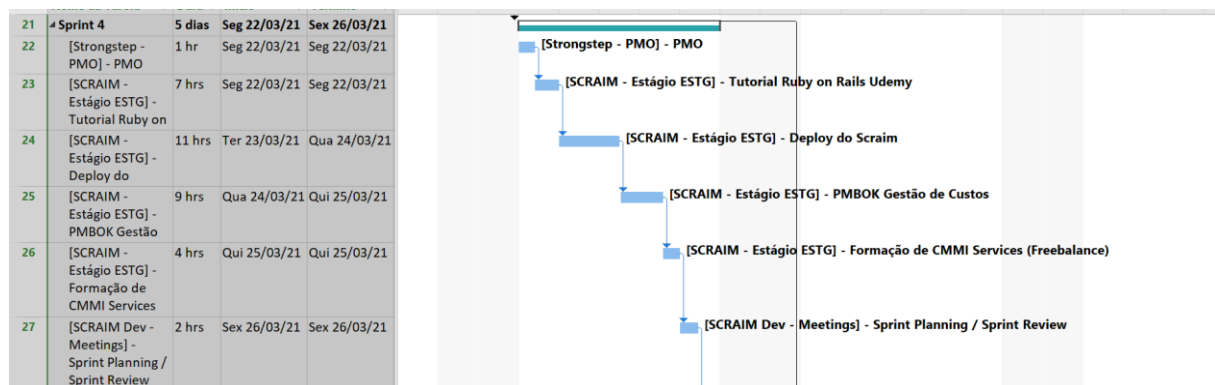 21 Sprint 4 5 dias Seg 22/03/21 Sex 26/03/21
22 [Strongstep - 1 hr Seg 22/03/21 Seg 22/03/21 [Strongstep - PMO] - PMO
PMO] - PMO
23 [SCRAIM - 7 hrs Seg 22/03/21 Seg 22/03/21 [SCRAIM - Estágio ESTG] - Tutorial Ruby on Rails Udemy
Estágio ESTG] -
Tutorial Ruby on
24 [SCRAIM - 11 hrs Ter 23/03/21 Qua 24/03/21 [SCRAIM - Estágio ESTG] - Deploy do Scraim
Estágio ESTG] -
Deploy do
25 [SCRAIM - 9 hrs Qua 24/03/21 Qui 25/03/21 [SCRAIM - Estágio ESTG] - PMBOK Gestão de Custos
Estágio ESTG] -
PMBOK Gestão
26 [SCRAIM - 4 hrs Qui 25/03/21 Qui 25/03/21 [SCRAIM - Estágio ESTG] - Formação de CMMI Services (Freebalance)
Estágio ESTG] -
Formação de
CMMI Services
27 [SCRAIM Dev - 2 hrs Sex 26/03/21 Sex 26/03/21 [SCRAIM Dev - Meetings] - Sprint Planning / Sprint Review
Meetings] -
Sprint Planning /
Sprint Review